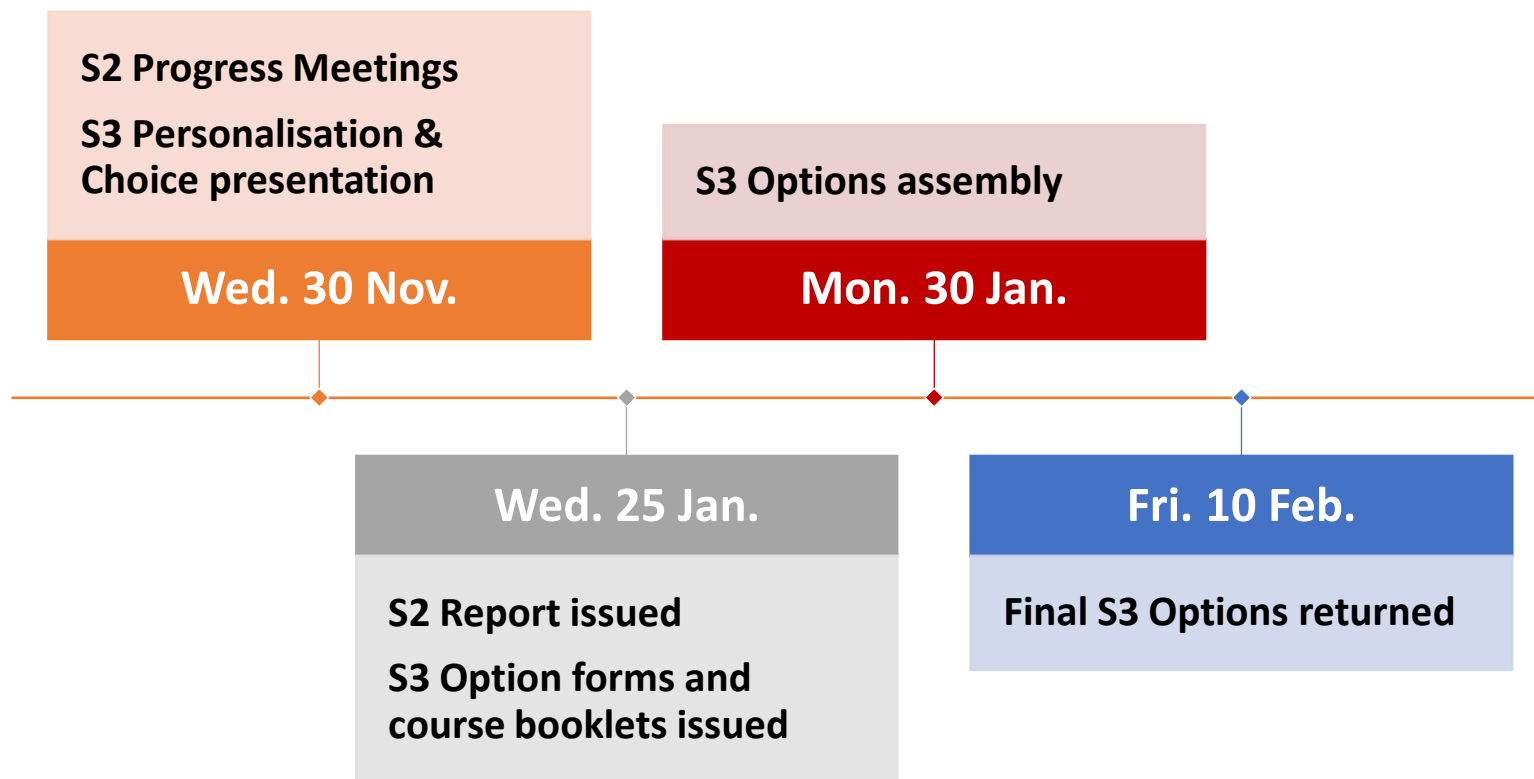 S2 Progress Meetings
S3 Personalisation &
Choice presentation
Wed. 30 Nov.
Wed. 25 Jan.
S2 Report issued
S3 Option forms and
course booklets issued
S3 Options assembly
Mon. 30 Jan.
Fri. 10 Feb.
Final S3 Options returned